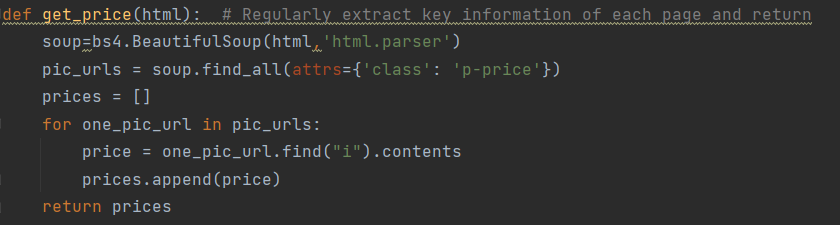 def get_price(html):  # Regularly extract key information of each page and return
    soup=bs4.BeautifulSoup(html,'html.parser')
    pic_urls = soup.find_all(attrs={'class': 'p-price'})
    prices = []
    for one_pic_url in pic_urls:
        price = one_pic_url.find("i").contents
        prices.append(price)
    return prices